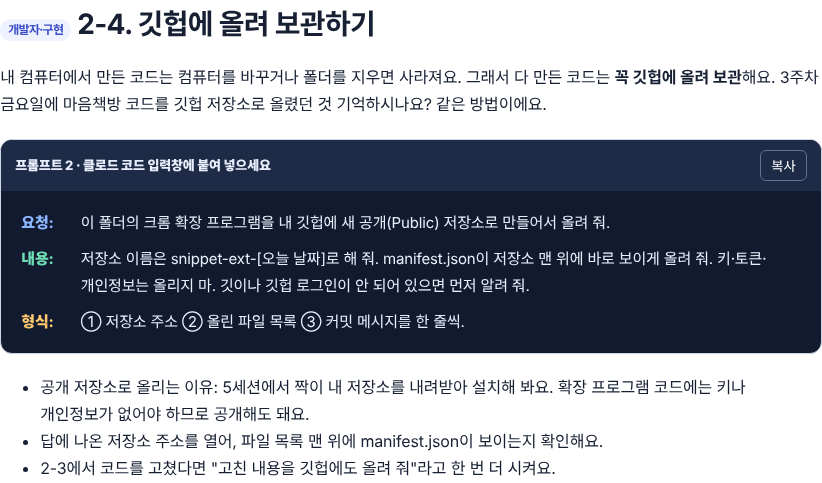 개발자·구현 2-4. 깃헙에 올려 보관하기
내 컴퓨터에서 만든 코드는 컴퓨터를 바꾸거나 폴더를 지우면 사라져요. 그래서 다 만든 코드는 꼭 깃헙에 올려 보관해요. 3주차
금요일에 마음책방 코드를 깃헙 저장소로 올렸던 것 기억하시나요? 같은 방법이에요.
프롬프트 2 · 클로드 코드 입력창에 붙여 넣으세요
복사
요청: 이 폴더의 크롬 확장 프로그램을 내 깃헙에 새 공개(Public) 저장소로 만들어서 올려 줘.
내용: 저장소 이름은 snippet-ext-[오늘 날짜]로 해 줘. manifest.json이 저장소 맨 위에 바로 보이게 올려 줘. 키·토큰·
개인정보는 올리지 마. 깃이나 깃헙 로그인이 안 되어 있으면 먼저 알려 줘.
형식: ① 저장소 주소 ② 올린 파일 목록 ③ 커밋 메시지를 한 줄씩.
• 공개 저장소로 올리는 이유: 5세션에서 짝이 내 저장소를 내려받아 설치해 봐요. 확장 프로그램 코드에는 키나
개인정보가 없어야 하므로 공개해도 돼요.
• 답에 나온 저장소 주소를 열어, 파일 목록 맨 위에 manifest.json이 보이는지 확인해요.
• 2-3에서 코드를 고쳤다면 "고친 내용을 깃헙에도 올려 줘"라고 한 번 더 시켜요.